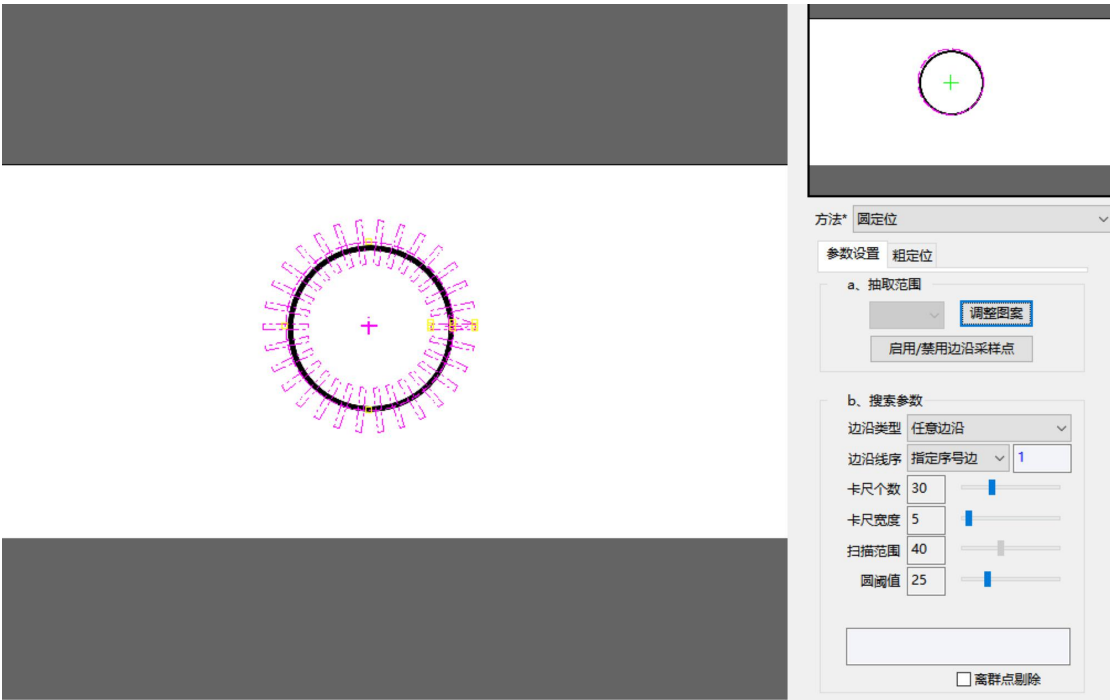 方法* 圆定位
参数设置 粗定位
a、抽取范围
调整图案
启用/禁用边沿采样点
b、搜索参数
边沿类型 任意边沿
边沿线序 指定序号边 1
卡尺个数 30
卡尺宽度 5
扫描范围 40
圆阈值 25
离群点剔除